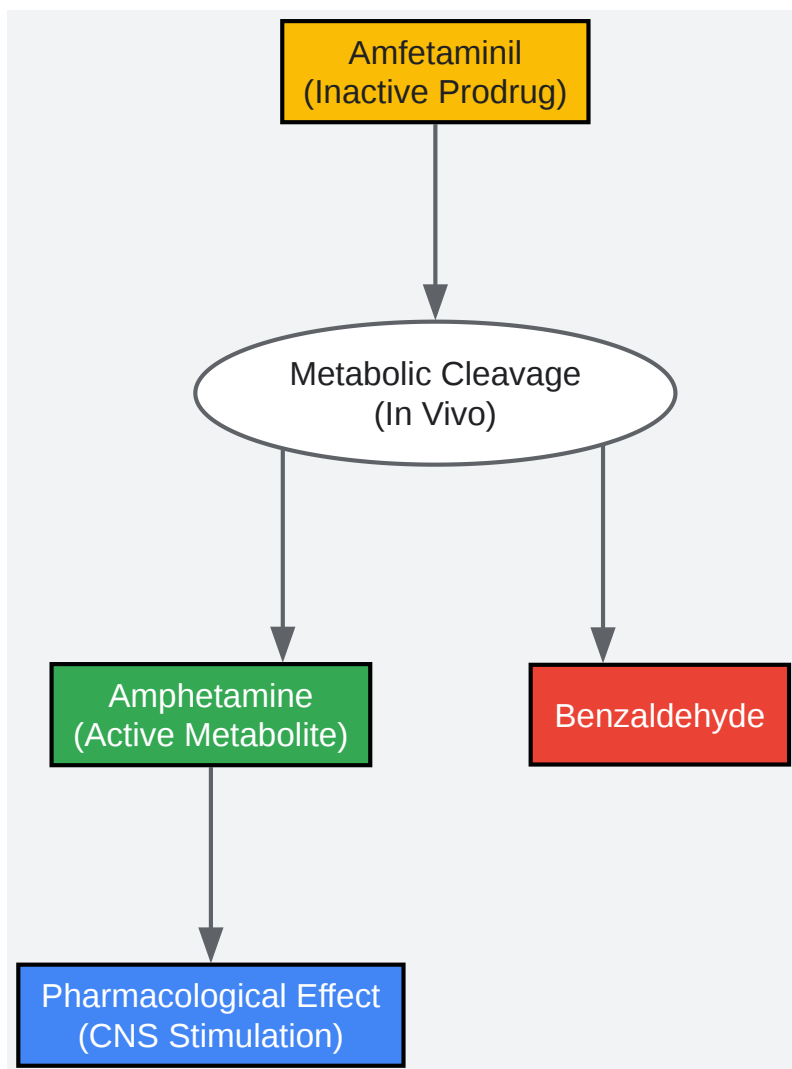 Amfetaminil
(Inactive Prodrug)
Metabolic Cleavage
(In Vivo)
Amphetamine
(Active Metabolite)
Benzaldehyde
Pharmacological Effect
(CNS Stimulation)